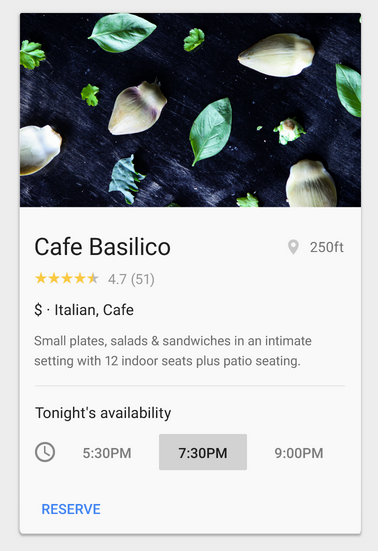 Cafe Basilico
250ft
4.7 (51)
$ · Italian, Cafe
Small plates, salads & sandwiches in an intimate
setting with 12 indoor seats plus patio seating.
Tonight's availability
5:30PM 7:30PM 9:00PM
RESERVE